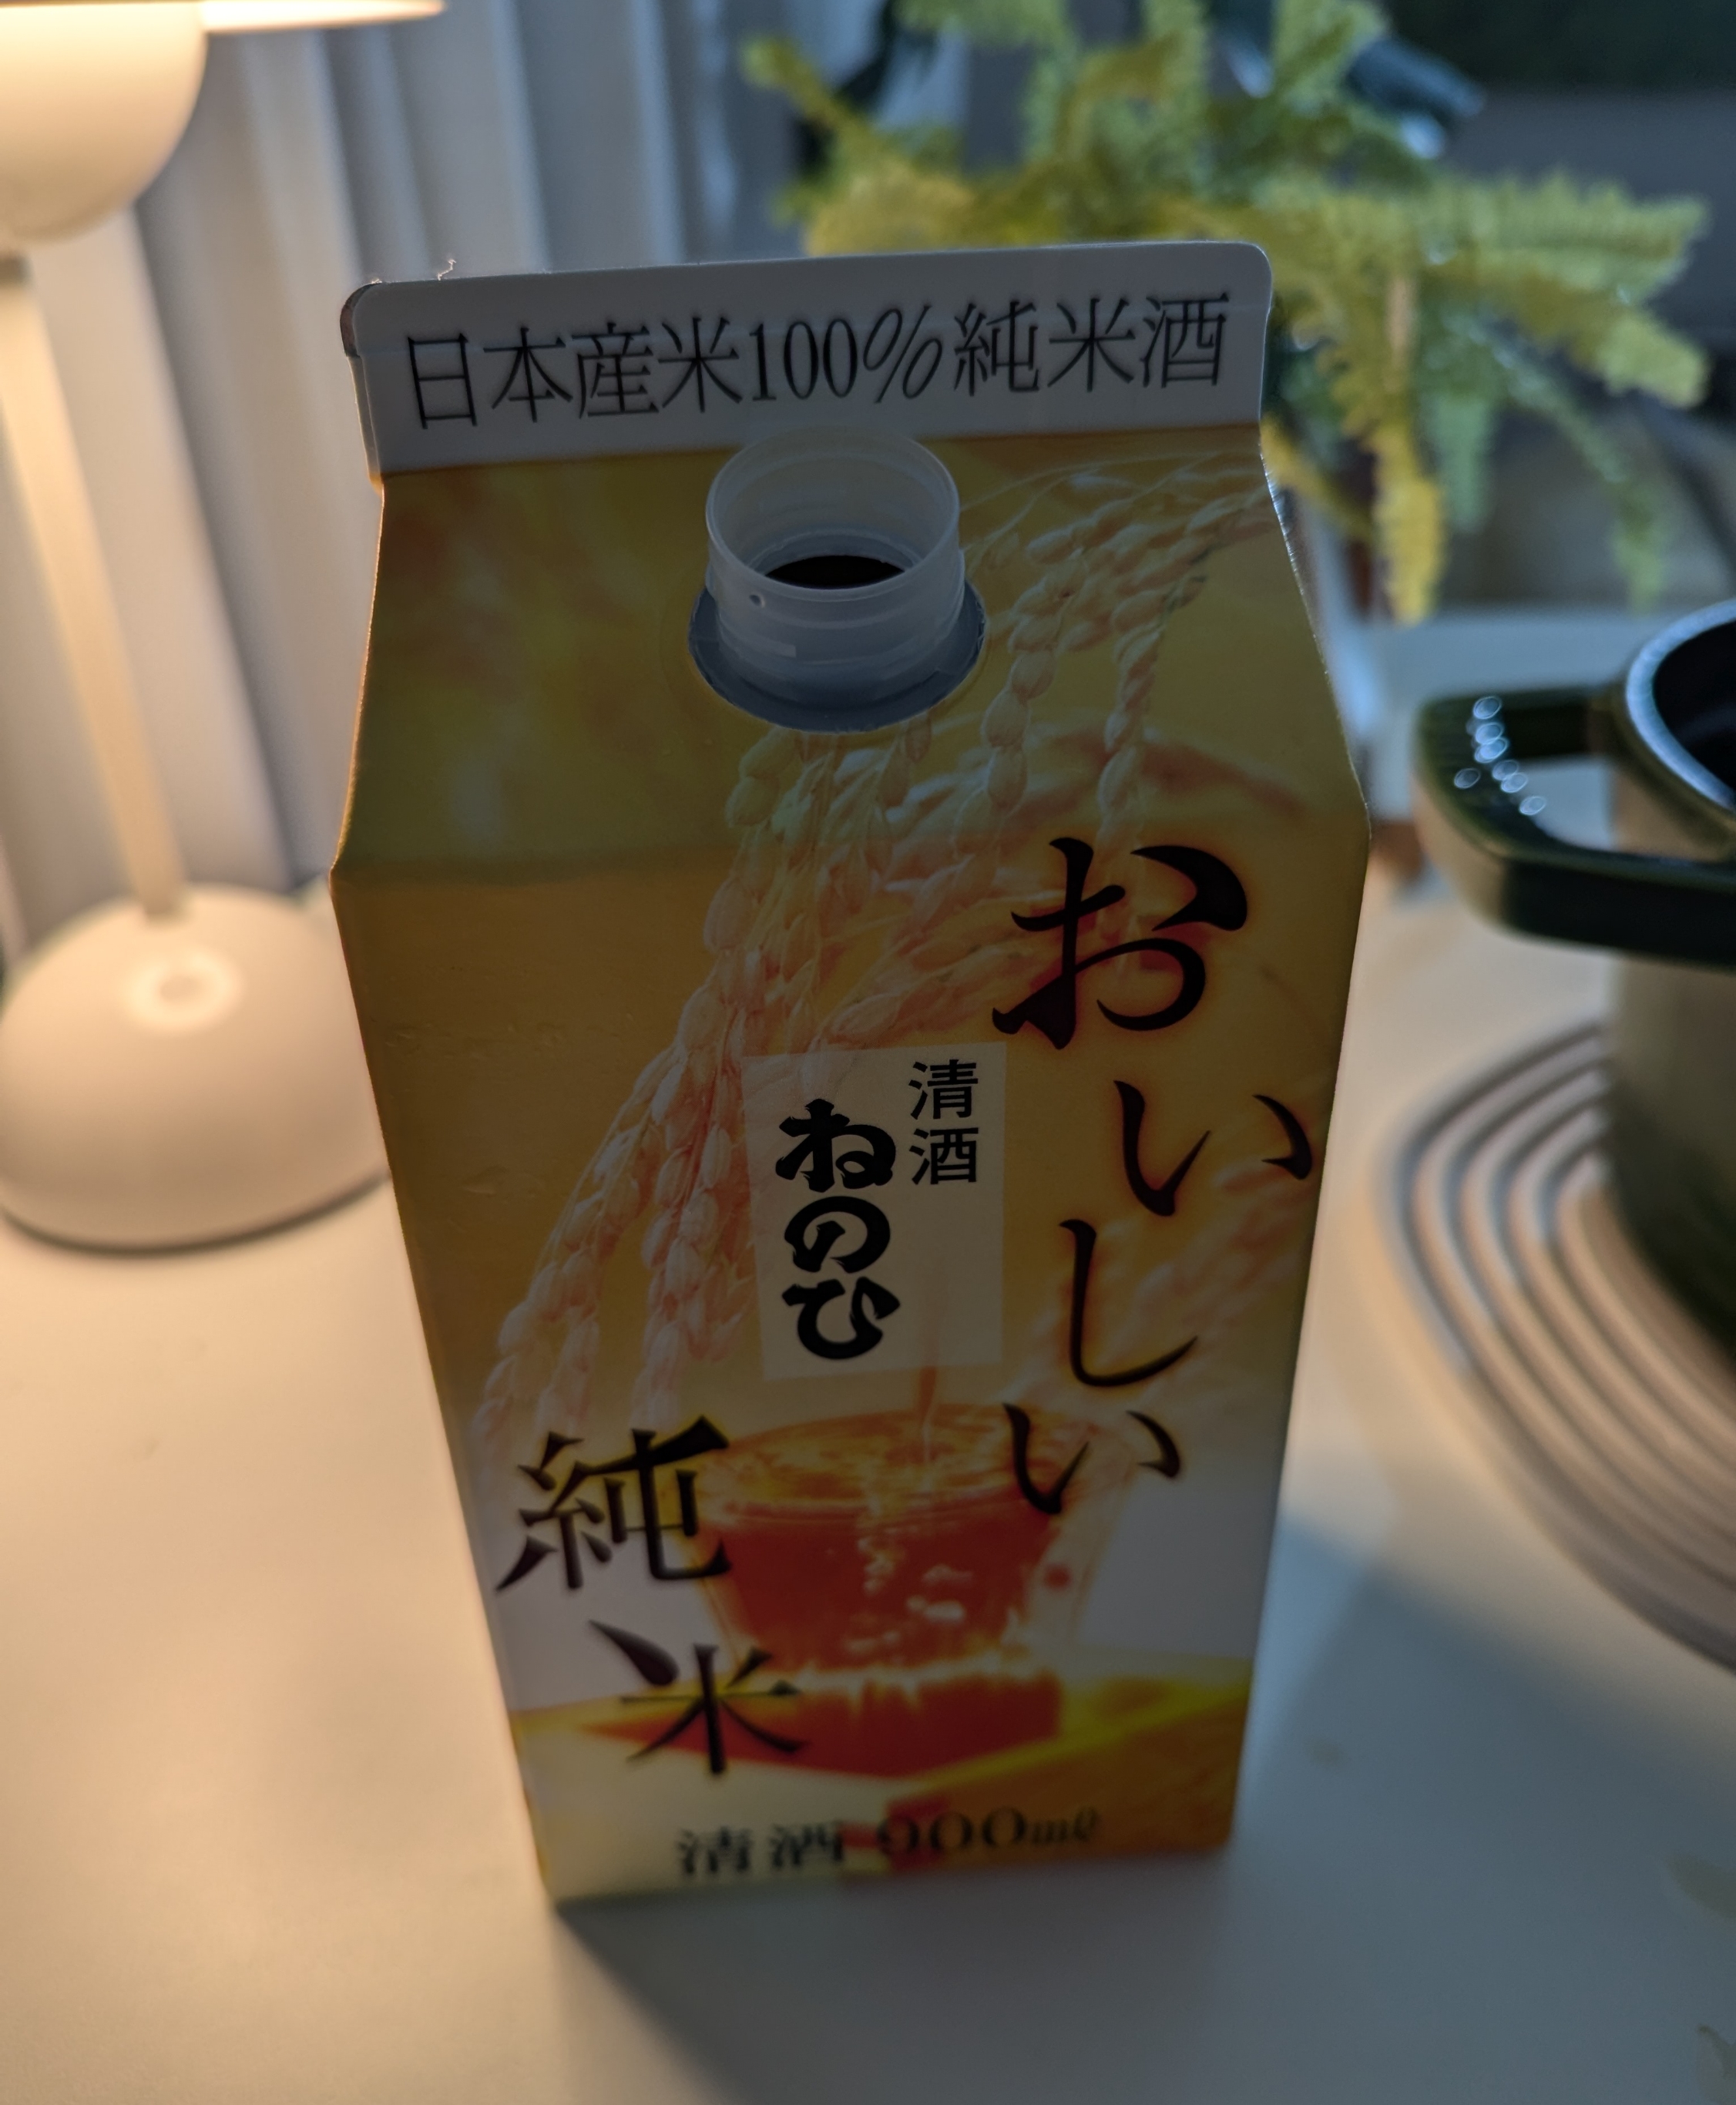 日本産米100%純米酒
おいしい
清酒
ねのひ
純米
清酒 900mℓ